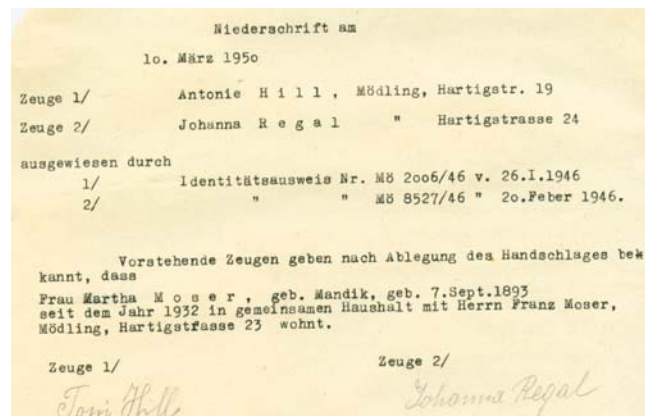 Niederschrift am
lo. März 195o
Zeuge 1/ Antonie H i l l , Mödling, Hartigstr. 19
Zeuge 2/ Johanna R e g a l " Hartigstrasse 24
ausgewiesen durch
1/ Identitätsausweis Nr. Mö 2oo6/46 v. 26.I.1946
2/ " " Mö 8527/46 " 2o.Feber 1946.
Vorstehende Zeugen geben nach Ablegung des Handschlages bek
kannt, dass
Frau Martha M o s e r , geb. Mandik, geb. 7.Sept.1893
seit dem Jahr 1932 in gemeinsamen Haushalt mit Herrn Franz Moser,
Mödling, Hartigstrasse 23 wohnt.
Zeuge 1/ Zeuge 2/
Toni Hill Johanna Regal